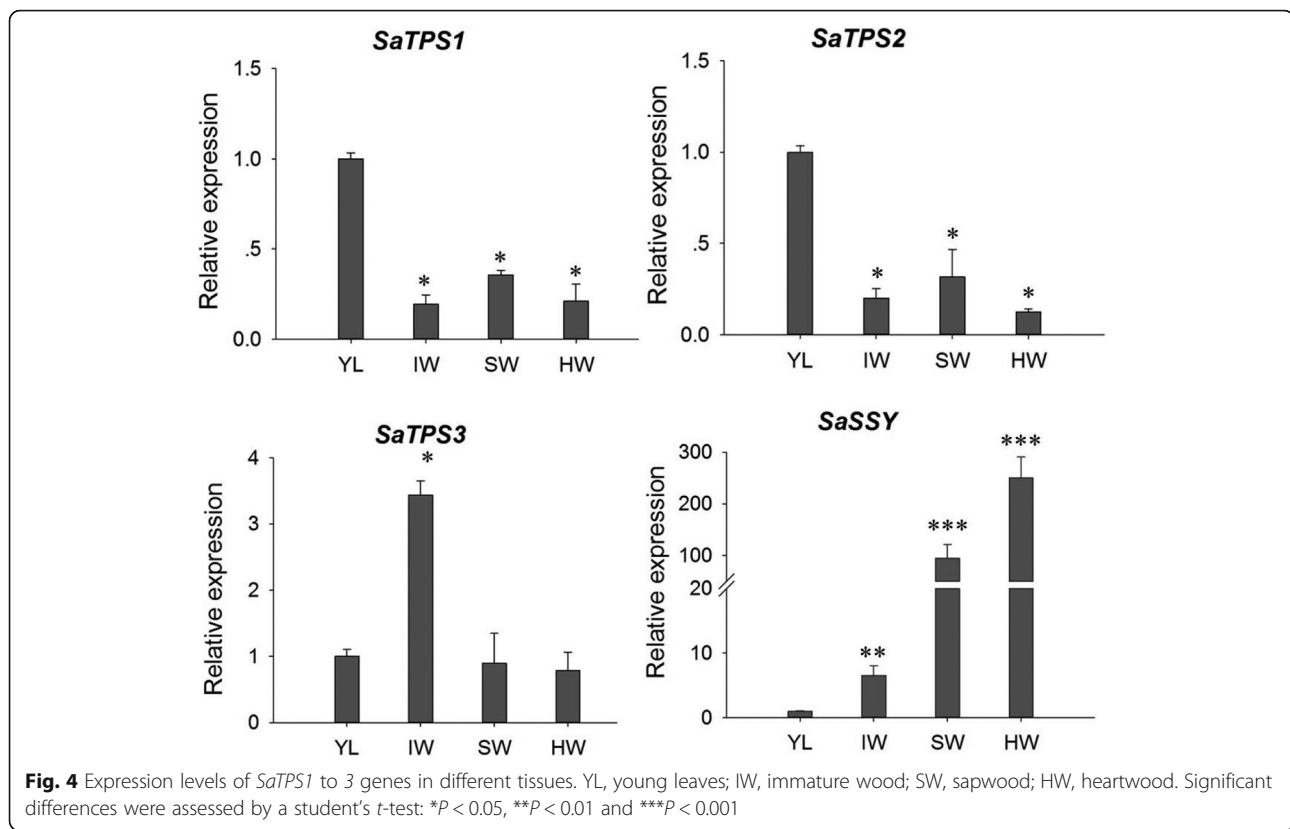 SaTPS1
SaTPS2
Relative expression
1.5
1.0
.5
0.0
*
*
*
YL IW SW HW
Relative expression
1.5
1.0
.5
0.0
*
*
*
YL IW SW HW
SaTPS3
SaSSY
Relative expression
4
3
2
1
0
*
YL IW SW HW
Relative expression
300
200
100
20
10
0
**
***
***
YL IW SW HW
Fig. 4 Expression levels of SaTPS1 to 3 genes in different tissues. YL, young leaves; IW, immature wood; SW, sapwood; HW, heartwood. Significant
differences were assessed by a student's t-test: *P < 0.05, **P < 0.01 and ***P < 0.001